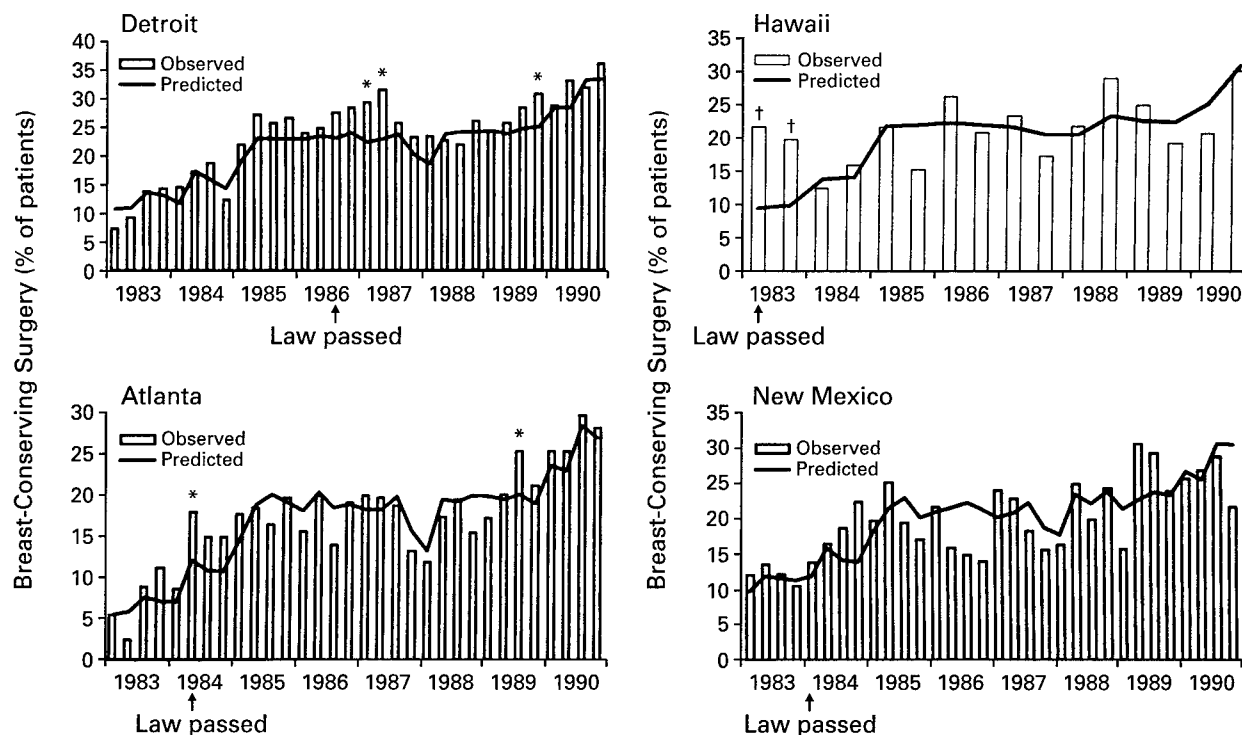 Breast-Conserving Surgery (% of patients)
Detroit
40
35
30
25
20
15
10
5
0
Observed
Predicted
*
*
*
1983 1984 1985 1986 1987 1988 1989 1990
Law passed
Breast-Conserving Surgery (% of patients)
Hawaii
35
30
25
20
15
10
5
0
Observed
Predicted
†
†
1983 1984 1985 1986 1987 1988 1989 1990
Law passed
Atlanta
30
25
20
15
10
5
0
Observed
Predicted
*
*
1983 1984 1985 1986 1987 1988 1989 1990
Law passed
New Mexico
35
30
25
20
15
10
5
0
Observed
Predicted
1983 1984 1985 1986 1987 1988 1989 1990
Law passed